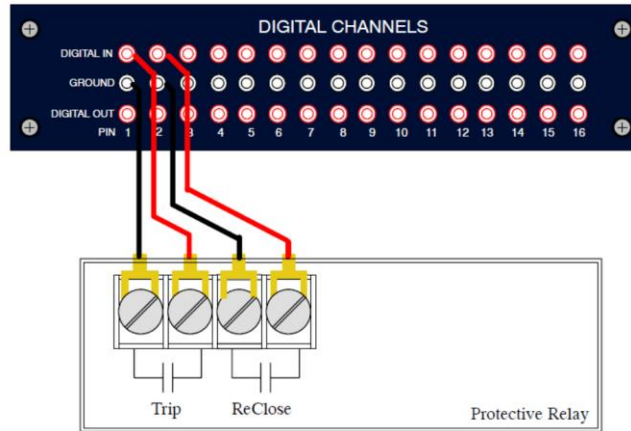 DIGITAL CHANNELS
DIGITAL IN
GROUND
DIGITAL OUT
PIN 1 2 3 4 5 6 7 8 9 10 11 12 13 14 15 16
Trip
ReClose
Protective Relay